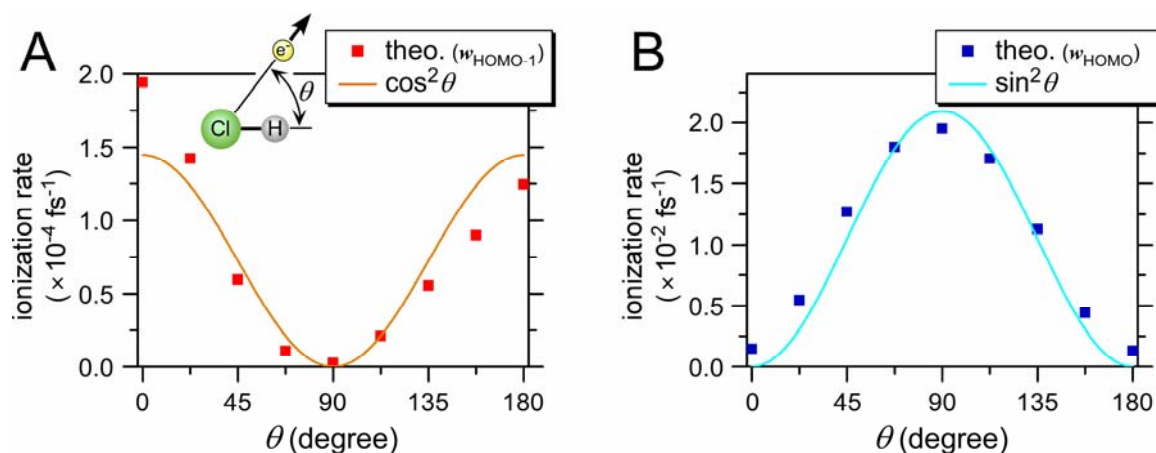 A
e⁻
θ
Cl
H
theo. (w_HOMO-1)
cos²θ
ionization rate
(× 10⁻⁴ fs⁻¹)
2.0
1.5
1.0
0.5
0.0
0 45 90 135 180
θ (degree)
B
theo. (w_HOMO)
sin²θ
ionization rate
(× 10⁻² fs⁻¹)
2.0
1.5
1.0
0.5
0.0
0 45 90 135 180
θ (degree)